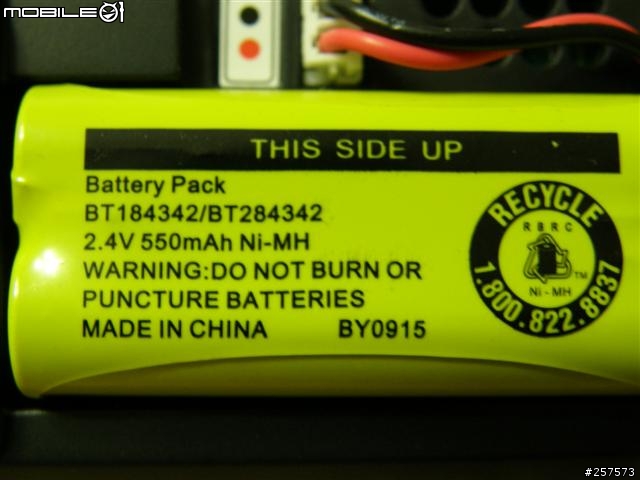 MOBILE01
THIS SIDE UP
Battery Pack
BT184342/BT284342
2.4V 550mAh Ni-MH
WARNING:DO NOT BURN OR
PUNCTURE BATTERIES
MADE IN CHINA BY0915
RECYCLE
RBRC
TM
Ni-MH
1.800.822.8837
#257573